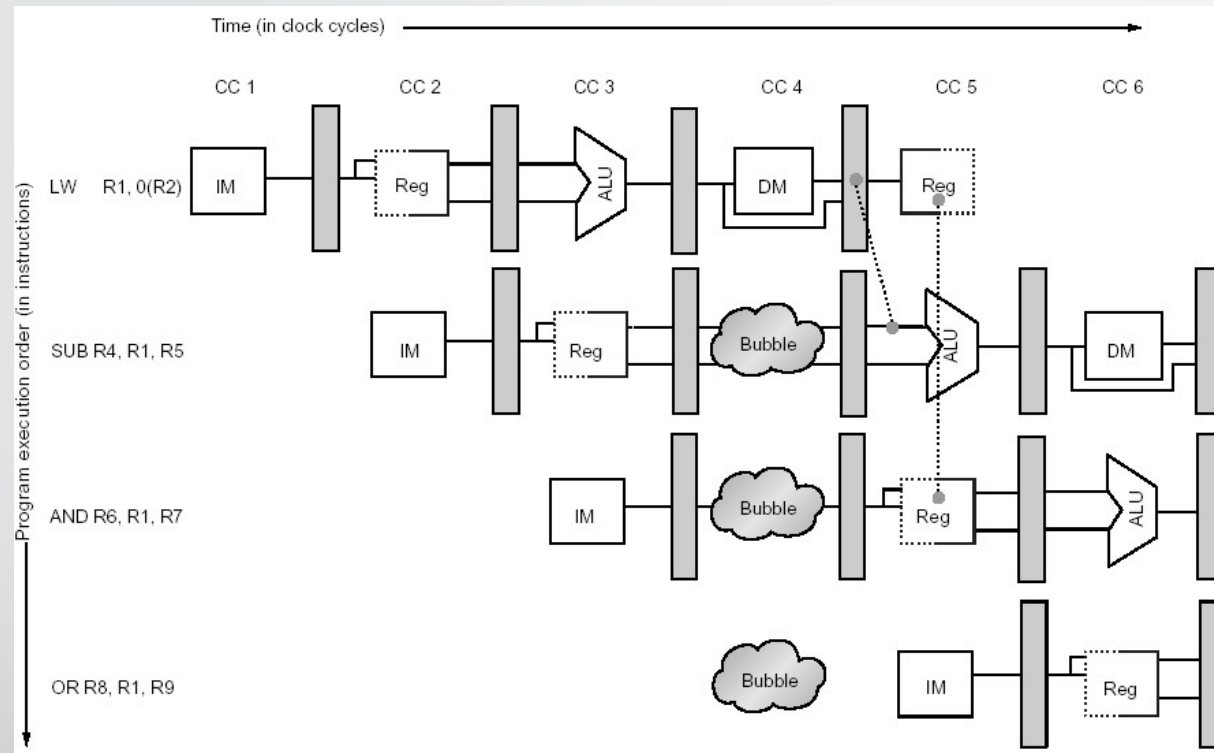 Time (in clock cycles)
CC 1 CC 2 CC 3 CC 4 CC 5 CC 6
Program execution order (in instructions)
LW R1, 0(R2) IM Reg ALU DM Reg
SUB R4, R1, R5 IM Reg Bubble ALU DM
AND R6, R1, R7 IM Bubble Reg ALU
OR R8, R1, R9 Bubble IM Reg